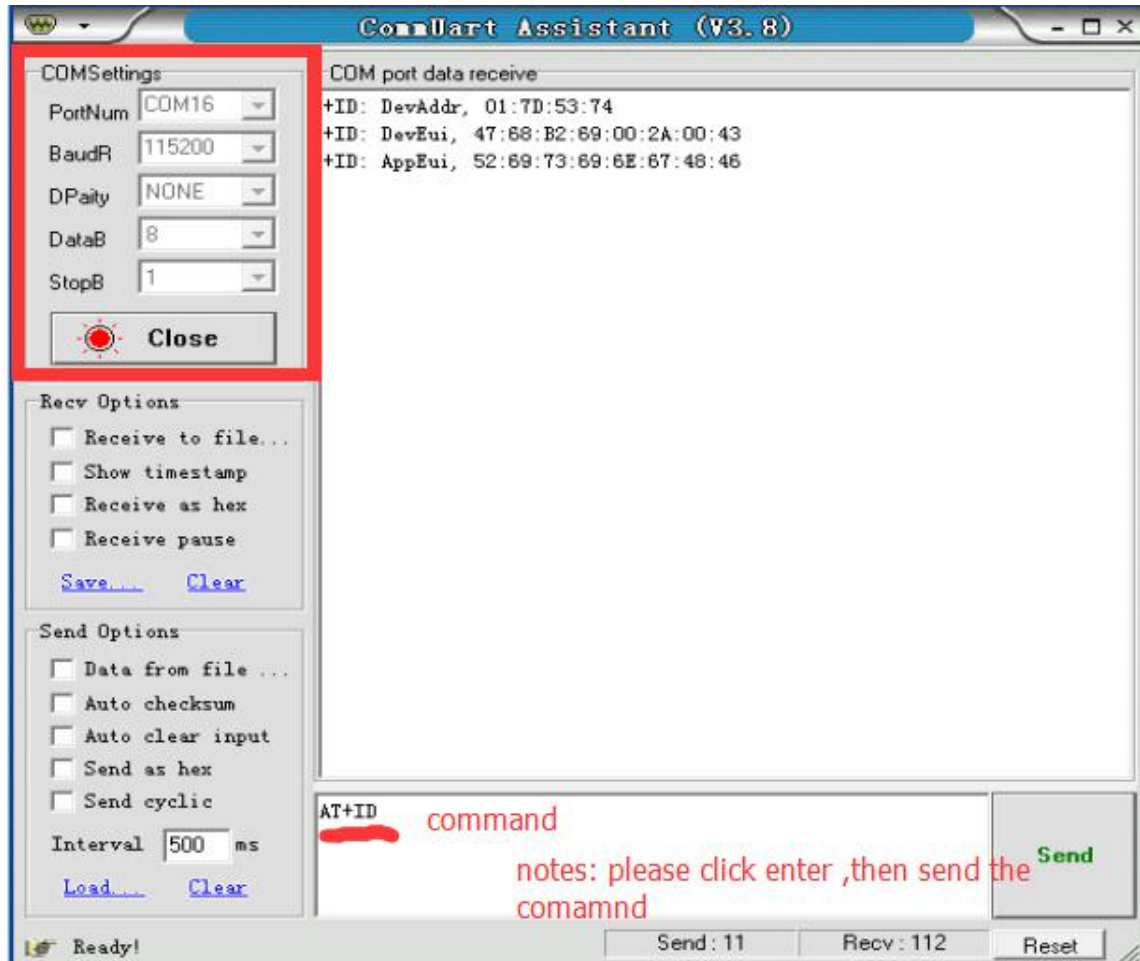 CommUart Assistant (V3.8)
COMSettings
PortNum COM16
BaudR 115200
DPaity NONE
DataB 8
StopB 1
Close
Recv Options
Receive to file...
Show timestamp
Receive as hex
Receive pause
Save... Clear
Send Options
Data from file ...
Auto checksum
Auto clear input
Send as hex
Send cyclic
Interval 500 ms
Load... Clear
COM port data receive
+ID: DevAddr, 01:7D:53:74
+ID: DevEui, 47:68:B2:69:00:2A:00:43
+ID: AppEui, 52:69:73:69:6E:67:48:46
AT+ID command
notes: please click enter ,then send the
comamnd
Send
Ready!
Send : 11
Recv : 112
Reset